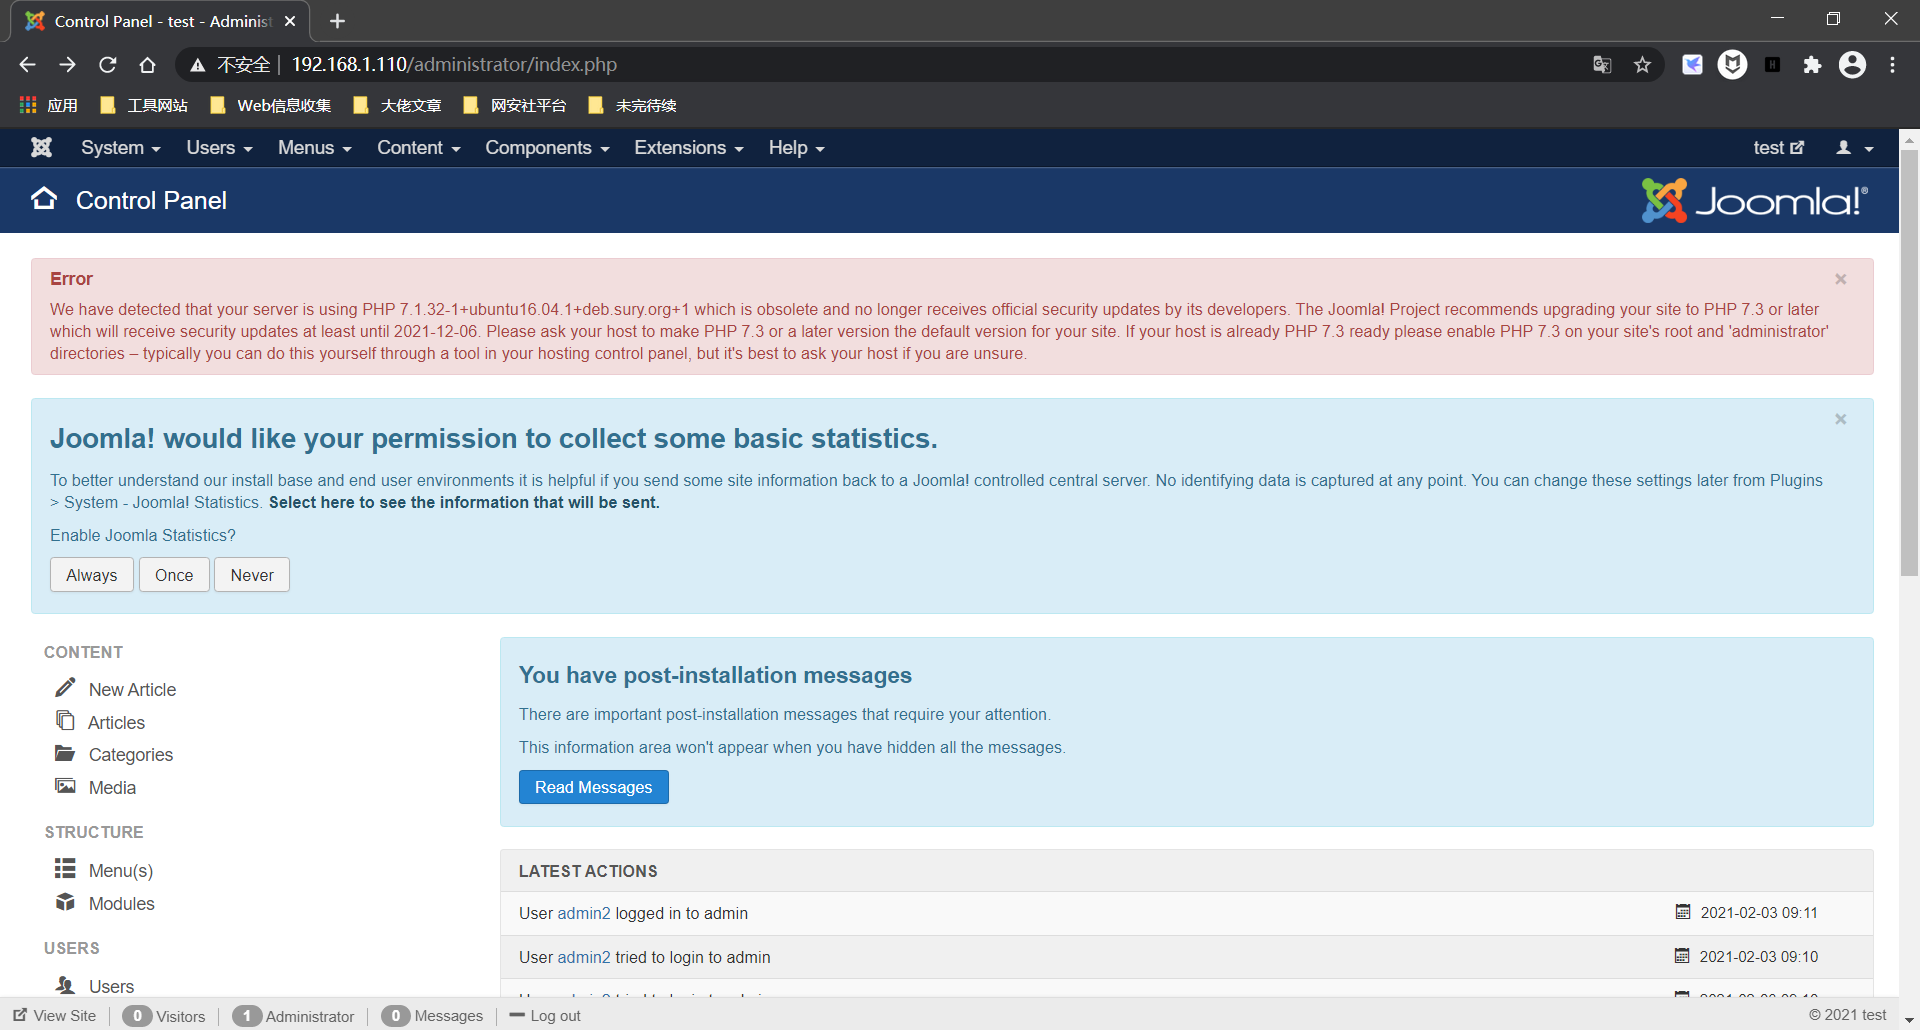 Control Panel - test - Administ
不安全 192.168.1.110/administrator/index.php
应用 工具网站 Web信息收集 大佬文章 网安社平台 未完待续
System Users Menus Content Components Extensions Help test
Control Panel Joomla!®
Error
We have detected that your server is using PHP 7.1.32-1+ubuntu16.04.1+deb.sury.org+1 which is obsolete and no longer receives official security updates by its developers. The Joomla! Project recommends upgrading your site to PHP 7.3 or later
which will receive security updates at least until 2021-12-06. Please ask your host to make PHP 7.3 or a later version the default version for your site. If your host is already PHP 7.3 ready please enable PHP 7.3 on your site's root and 'administrator'
directories – typically you can do this yourself through a tool in your hosting control panel, but it's best to ask your host if you are unsure.
Joomla! would like your permission to collect some basic statistics.
To better understand our install base and end user environments it is helpful if you send some site information back to a Joomla! controlled central server. No identifying data is captured at any point. You can change these settings later from Plugins
> System - Joomla! Statistics. Select here to see the information that will be sent.
Enable Joomla Statistics?
Always Once Never
CONTENT
New Article
Articles
Categories
Media
STRUCTURE
Menu(s)
Modules
USERS
Users
You have post-installation messages
There are important post-installation messages that require your attention.
This information area won't appear when you have hidden all the messages.
Read Messages
LATEST ACTIONS
User admin2 logged in to admin 2021-02-03 09:11
User admin2 tried to login to admin 2021-02-03 09:10
View Site 0 Visitors 1 Administrator 0 Messages Log out © 2021 test